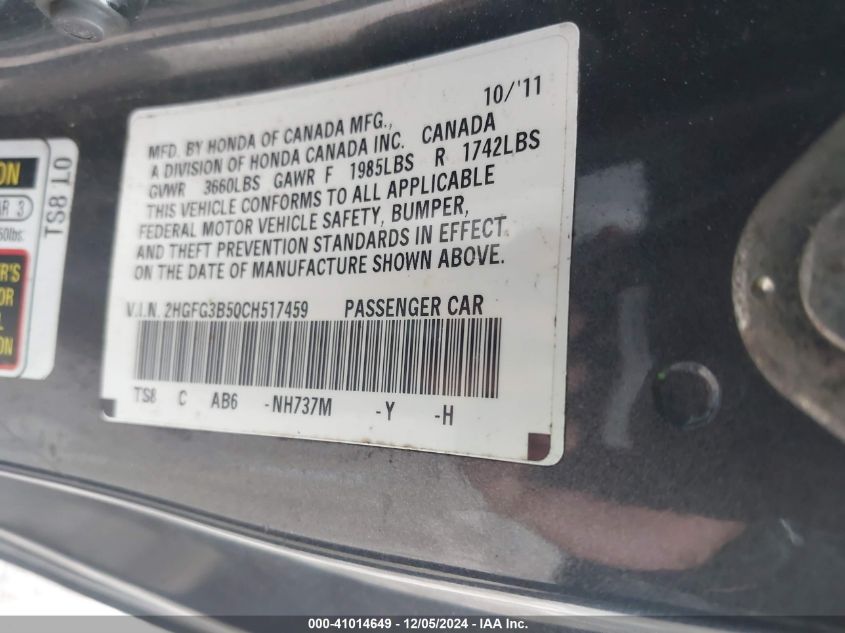 10/'11
MFD. BY HONDA OF CANADA MFG.,
A DIVISION OF HONDA CANADA INC. CANADA
GVWR 3660LBS GAWR F 1985LBS R 1742LBS
THIS VEHICLE CONFORMS TO ALL APPLICABLE
FEDERAL MOTOR VEHICLE SAFETY, BUMPER,
AND THEFT PREVENTION STANDARDS IN EFFECT
ON THE DATE OF MANUFACTURE SHOWN ABOVE.
V.I.N. 2HGFG3B50CH517459 PASSENGER CAR
TS8 C AB6 -NH737M -Y -H
TS8 L0
000-41014649 - 12/05/2024 - IAA Inc.